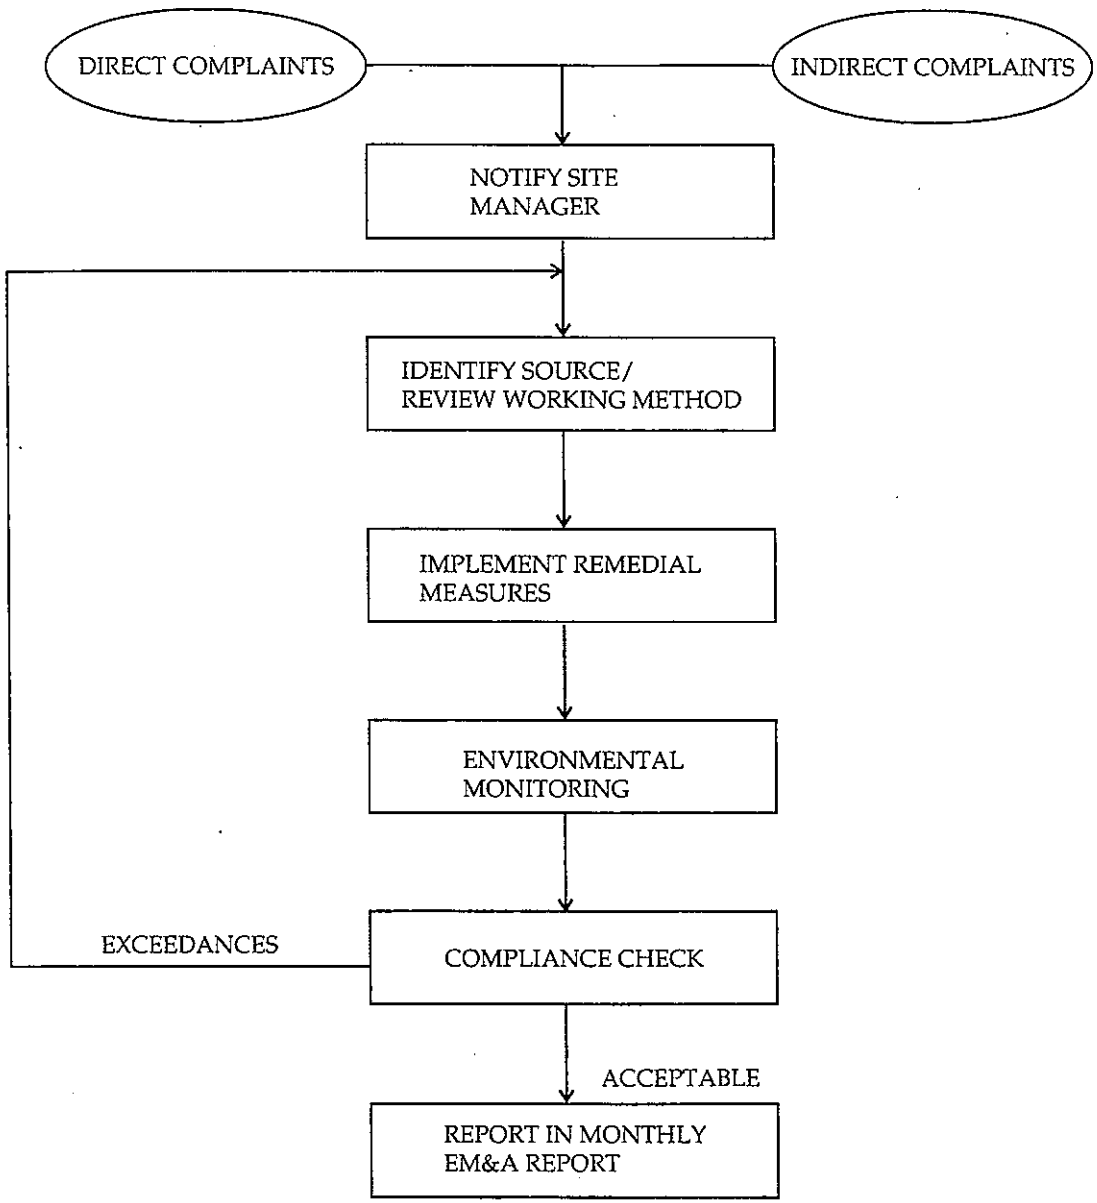 DIRECT COMPLAINTS
INDIRECT COMPLAINTS
NOTIFY SITE
MANAGER
IDENTIFY SOURCE/
REVIEW WORKING METHOD
IMPLEMENT REMEDIAL
MEASURES
ENVIRONMENTAL
MONITORING
EXCEEDANCES
COMPLIANCE CHECK
ACCEPTABLE
REPORT IN MONTHLY
EM&A REPORT